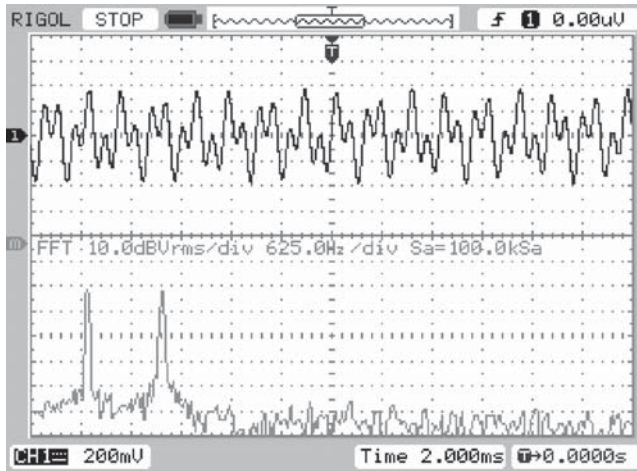 RIGOL STOP T f 1 0.00uV
T
1
M FFT 10.0dBVrms/div 625.0Hz/div Sa=100.0kSa
CH1 200mV Time 2.000ms T→0.0000s